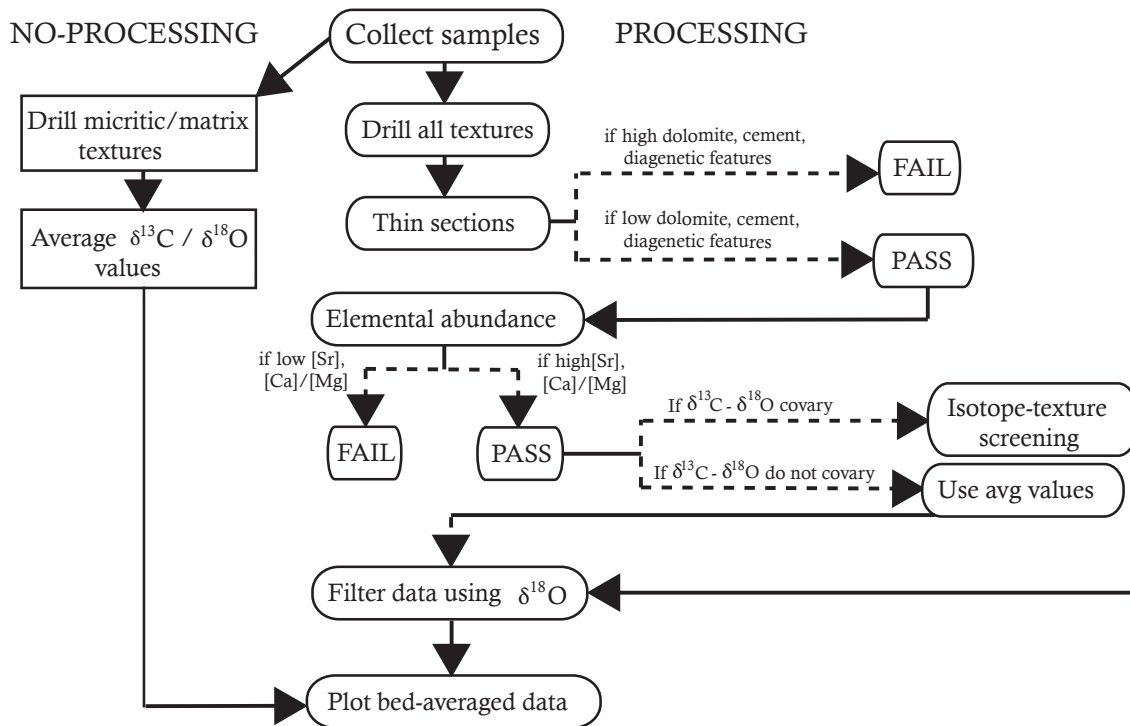 NO-PROCESSING
Collect samples
PROCESSING
Drill micritic/matrix
textures
Drill all textures
if high dolomite, cement,
diagenetic features
FAIL
Thin sections
if low dolomite, cement,
diagenetic features
PASS
Average δ¹³C / δ¹⁸O
values
Elemental abundance
if low [Sr],
[Ca]/[Mg]
if high[Sr],
[Ca]/[Mg]
FAIL
PASS
If δ¹³C - δ¹⁸O covary
Isotope-texture
screening
If δ¹³C - δ¹⁸O do not covary
Use avg values
Filter data using δ¹⁸O
Plot bed-averaged data